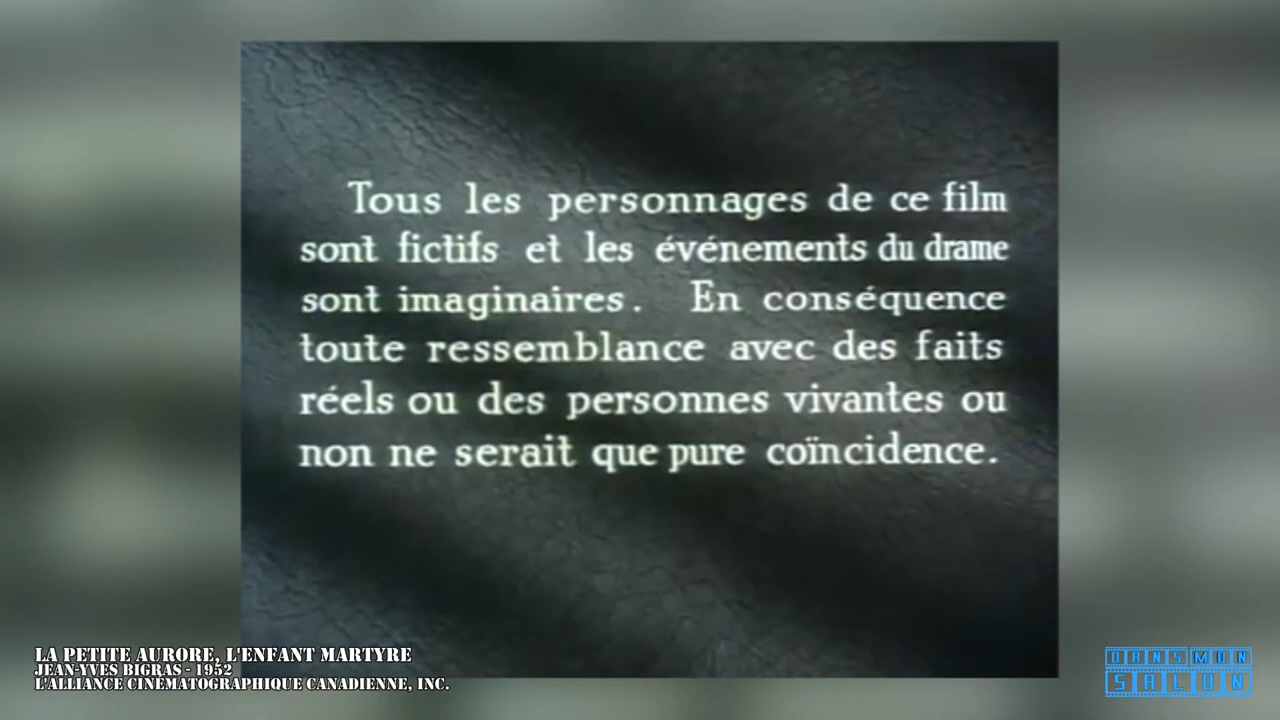 Tous les personnages de ce film
sont fictifs et les événements du drame
sont imaginaires. En conséquence
toute ressemblance avec des faits
réels ou des personnes vivantes ou
non ne serait que pure coïncidence.
LA PETITE AURORE, L'ENFANT MARTYRE
JEAN-YVES BIGRAS - 1952
L'ALLIANCE CINÉMATOGRAPHIQUE CANADIENNE, INC.
DANS MON
SALON